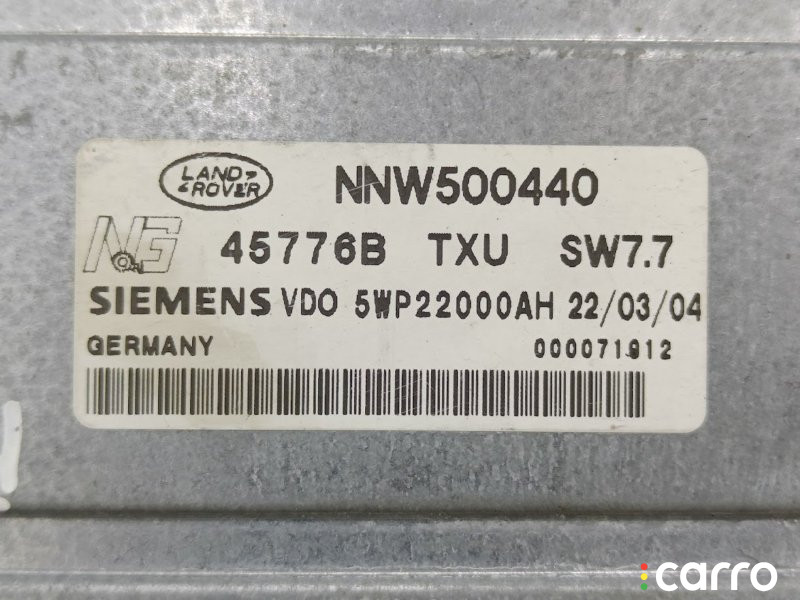 LAND ROVER
NNW500440
NG
45776B TXU SW7.7
SIEMENS VDO 5WP22000AH 22/03/04
GERMANY 000071912
carro